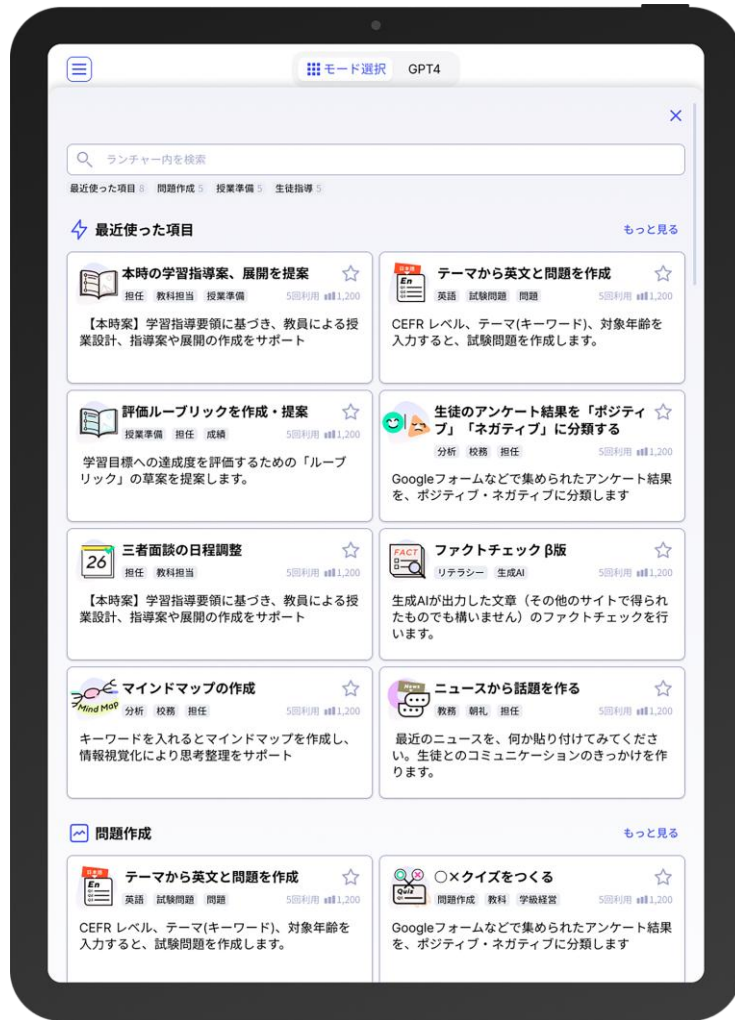 モード選択 GPT4
ランチャー内を検索
最近使った項目 8 問題作成 5 授業準備 5 生徒指導 5
最近使った項目 もっと見る
本時の学習指導案、展開を提案
担任 教科担当 授業準備 5回利用 1,200
【本時案】学習指導要領に基づき、教員による授
業設計、指導案や展開の作成をサポート
En
テーマから英文と問題を作成
英語 試験問題 問題 5回利用 1,200
CEFR レベル、テーマ(キーワード)、対象年齢を
入力すると、試験問題を作成します。
評価ルーブリックを作成・提案
授業準備 担任 成績 5回利用 1,200
学習目標への達成度を評価するための「ルーブ
リック」の草案を提案します。
生徒のアンケート結果を「ポジティ
ブ」「ネガティブ」に分類する
分析 校務 担任 5回利用 1,200
Googleフォームなどで集められたアンケート結果
を、ポジティブ・ネガティブに分類します
26
三者面談の日程調整
担任 教科担当 5回利用 1,200
【本時案】学習指導要領に基づき、教員による授
業設計、指導案や展開の作成をサポート
FACT
ファクトチェック β版
リテラシー 生成AI 5回利用 1,200
生成AIが出力した文章（その他のサイトで得られ
たものでも構いません）のファクトチェックを行
います。
Mind Map
マインドマップの作成
分析 校務 担任 5回利用 1,200
キーワードを入れるとマインドマップを作成し、
情報視覚化により思考整理をサポート
News
ニュースから話題を作る
教務 朝礼 担任 5回利用 1,200
最近のニュースを、何か貼り付けてみてくださ
い。生徒とのコミュニケーションのきっかけを作
ります。
問題作成 もっと見る
En
テーマから英文と問題を作成
英語 試験問題 問題 5回利用 1,200
CEFR レベル、テーマ(キーワード)、対象年齢を
入力すると、試験問題を作成します。
Quiz
○×クイズをつくる
問題作成 教科 学級経営 5回利用 1,200
Googleフォームなどで集められたアンケート結果
を、ポジティブ・ネガティブに分類します